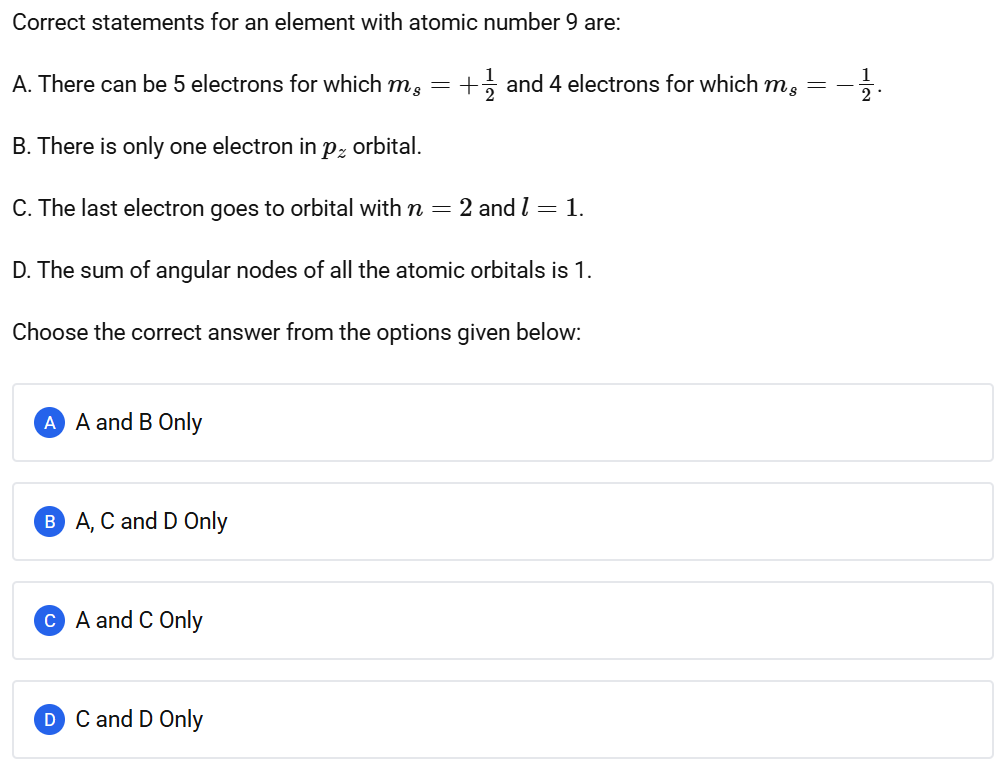 Correct statements for an element with atomic number 9 are:
A. There can be 5 electrons for which $m_s = +\frac{1}{2}$ and 4 electrons for which $m_s = -\frac{1}{2}$.
B. There is only one electron in $p_z$ orbital.
C. The last electron goes to orbital with $n = 2$ and $l = 1$.
D. The sum of angular nodes of all the atomic orbitals is 1.
Choose the correct answer from the options given below:
A A and B Only
B A, C and D Only
C A and C Only
D C and D Only